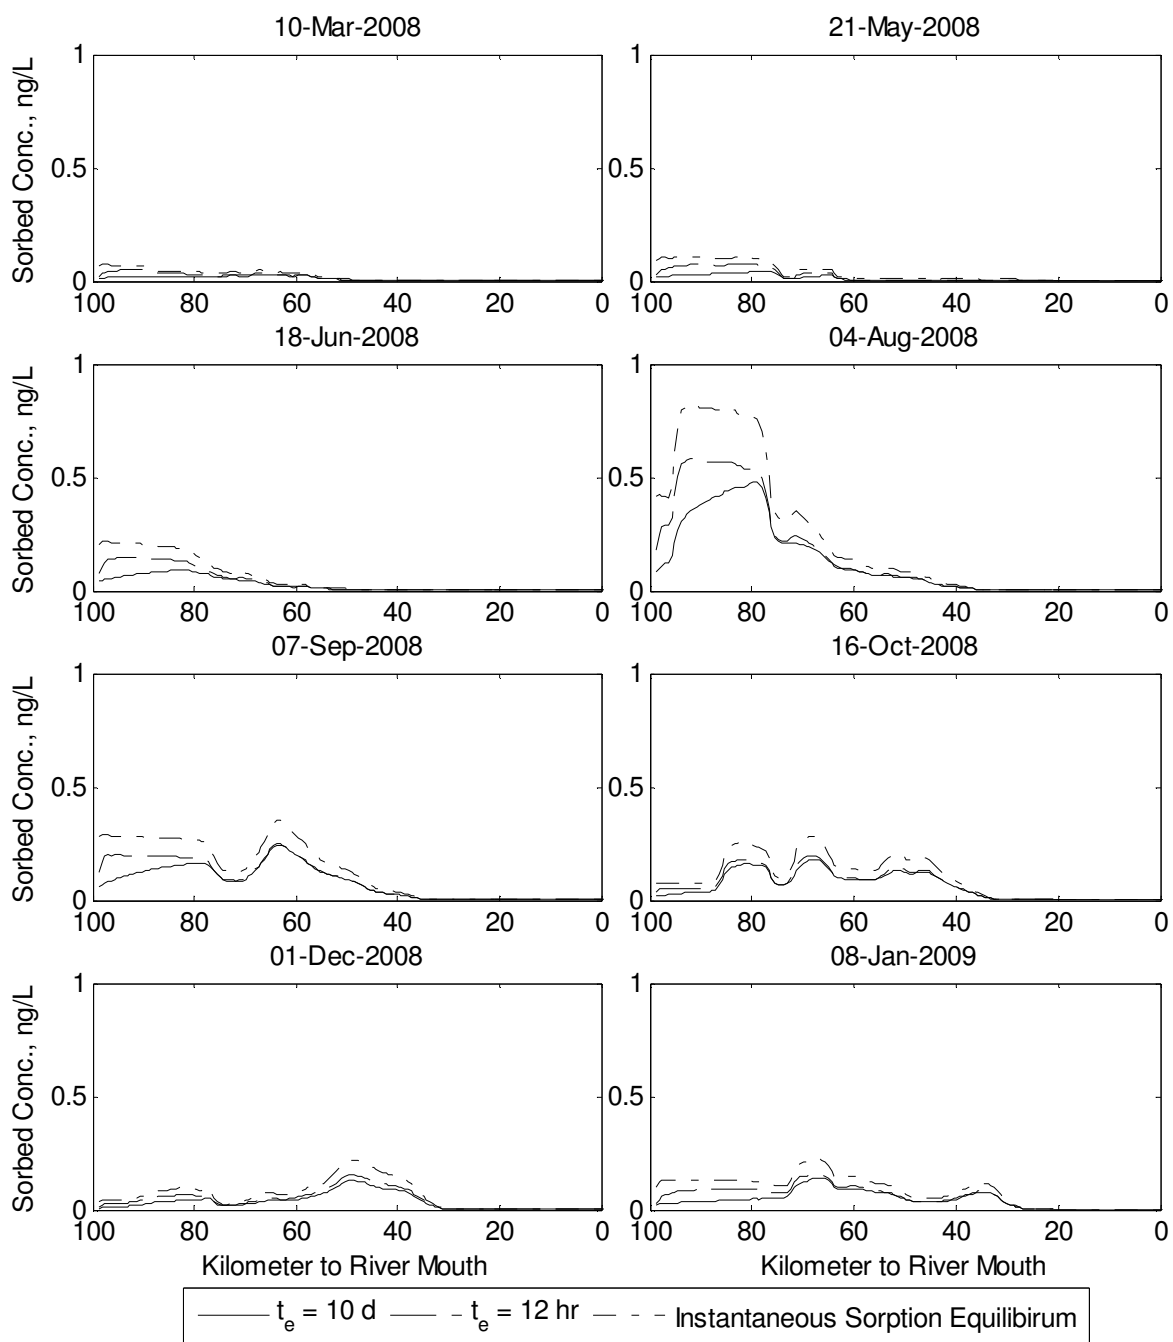 10-Mar-2008
21-May-2008
Sorbed Conc., ng/L
1
0.5
0
100 80 60 40 20 0
1
0.5
0
100 80 60 40 20 0
18-Jun-2008
04-Aug-2008
Sorbed Conc., ng/L
1
0.5
0
100 80 60 40 20 0
1
0.5
0
100 80 60 40 20 0
07-Sep-2008
16-Oct-2008
Sorbed Conc., ng/L
1
0.5
0
100 80 60 40 20 0
1
0.5
0
100 80 60 40 20 0
01-Dec-2008
08-Jan-2009
Sorbed Conc., ng/L
1
0.5
0
100 80 60 40 20 0
1
0.5
0
100 80 60 40 20 0
Kilometer to River Mouth
Kilometer to River Mouth
t_e = 10 d t_e = 12 hr Instantaneous Sorption Equilibirum